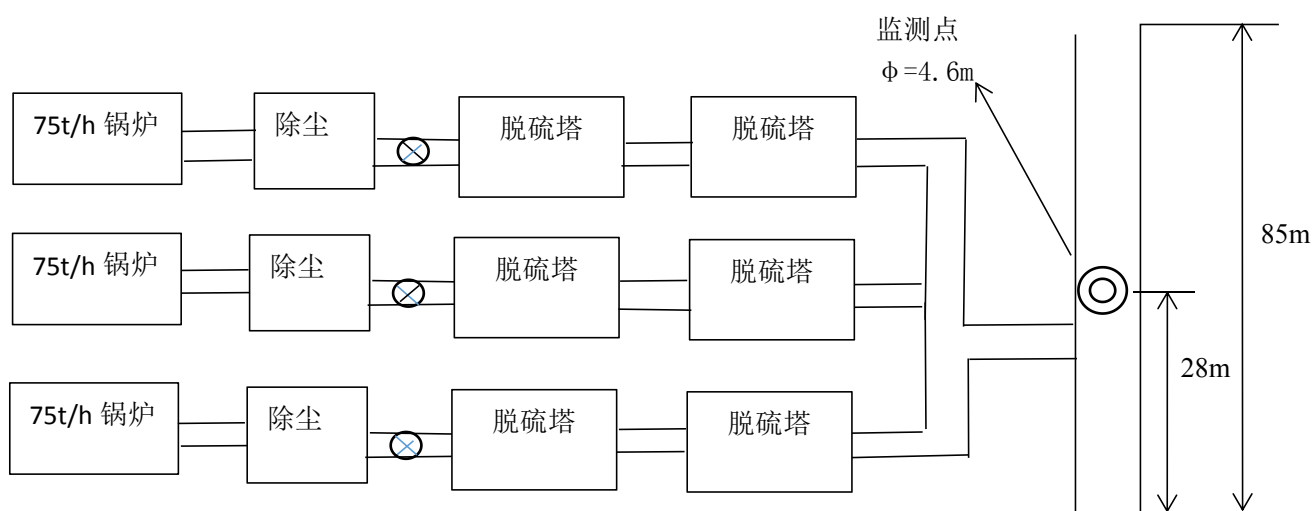 监测点
φ=4.6m
75t/h 锅炉
除尘
脱硫塔
脱硫塔
75t/h 锅炉
除尘
脱硫塔
脱硫塔
85m
75t/h 锅炉
除尘
脱硫塔
脱硫塔
28m